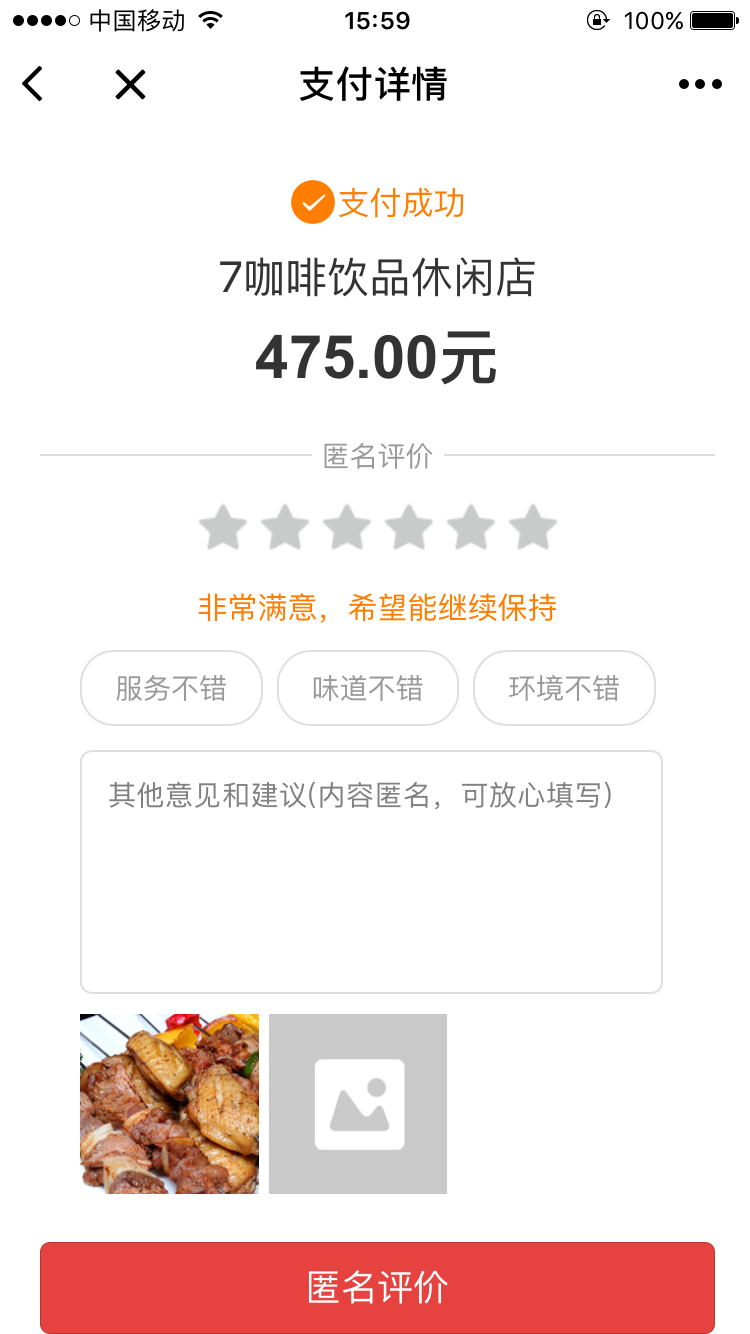 中国移动 15:59 100%
支付详情
支付成功
7咖啡饮品休闲店
475.00元
匿名评价
非常满意，希望能继续保持
服务不错 味道不错 环境不错
其他意见和建议(内容匿名，可放心填写)
匿名评价